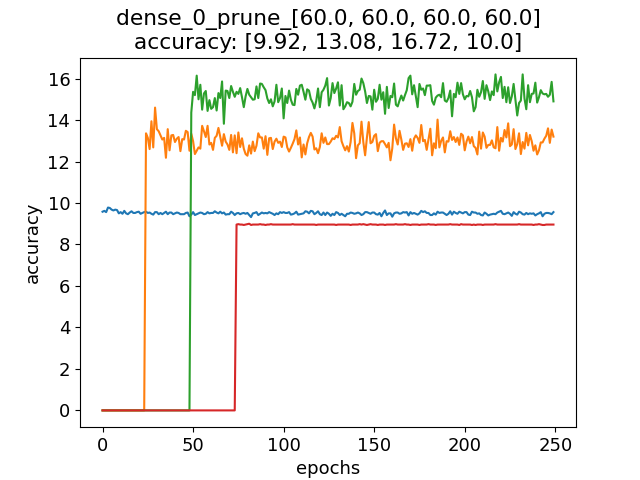 dense_0_prune_[60.0, 60.0, 60.0, 60.0]
accuracy: [9.92, 13.08, 16.72, 10.0]
16
14
12
10
8
6
4
2
0
accuracy
0 50 100 150 200 250
epochs